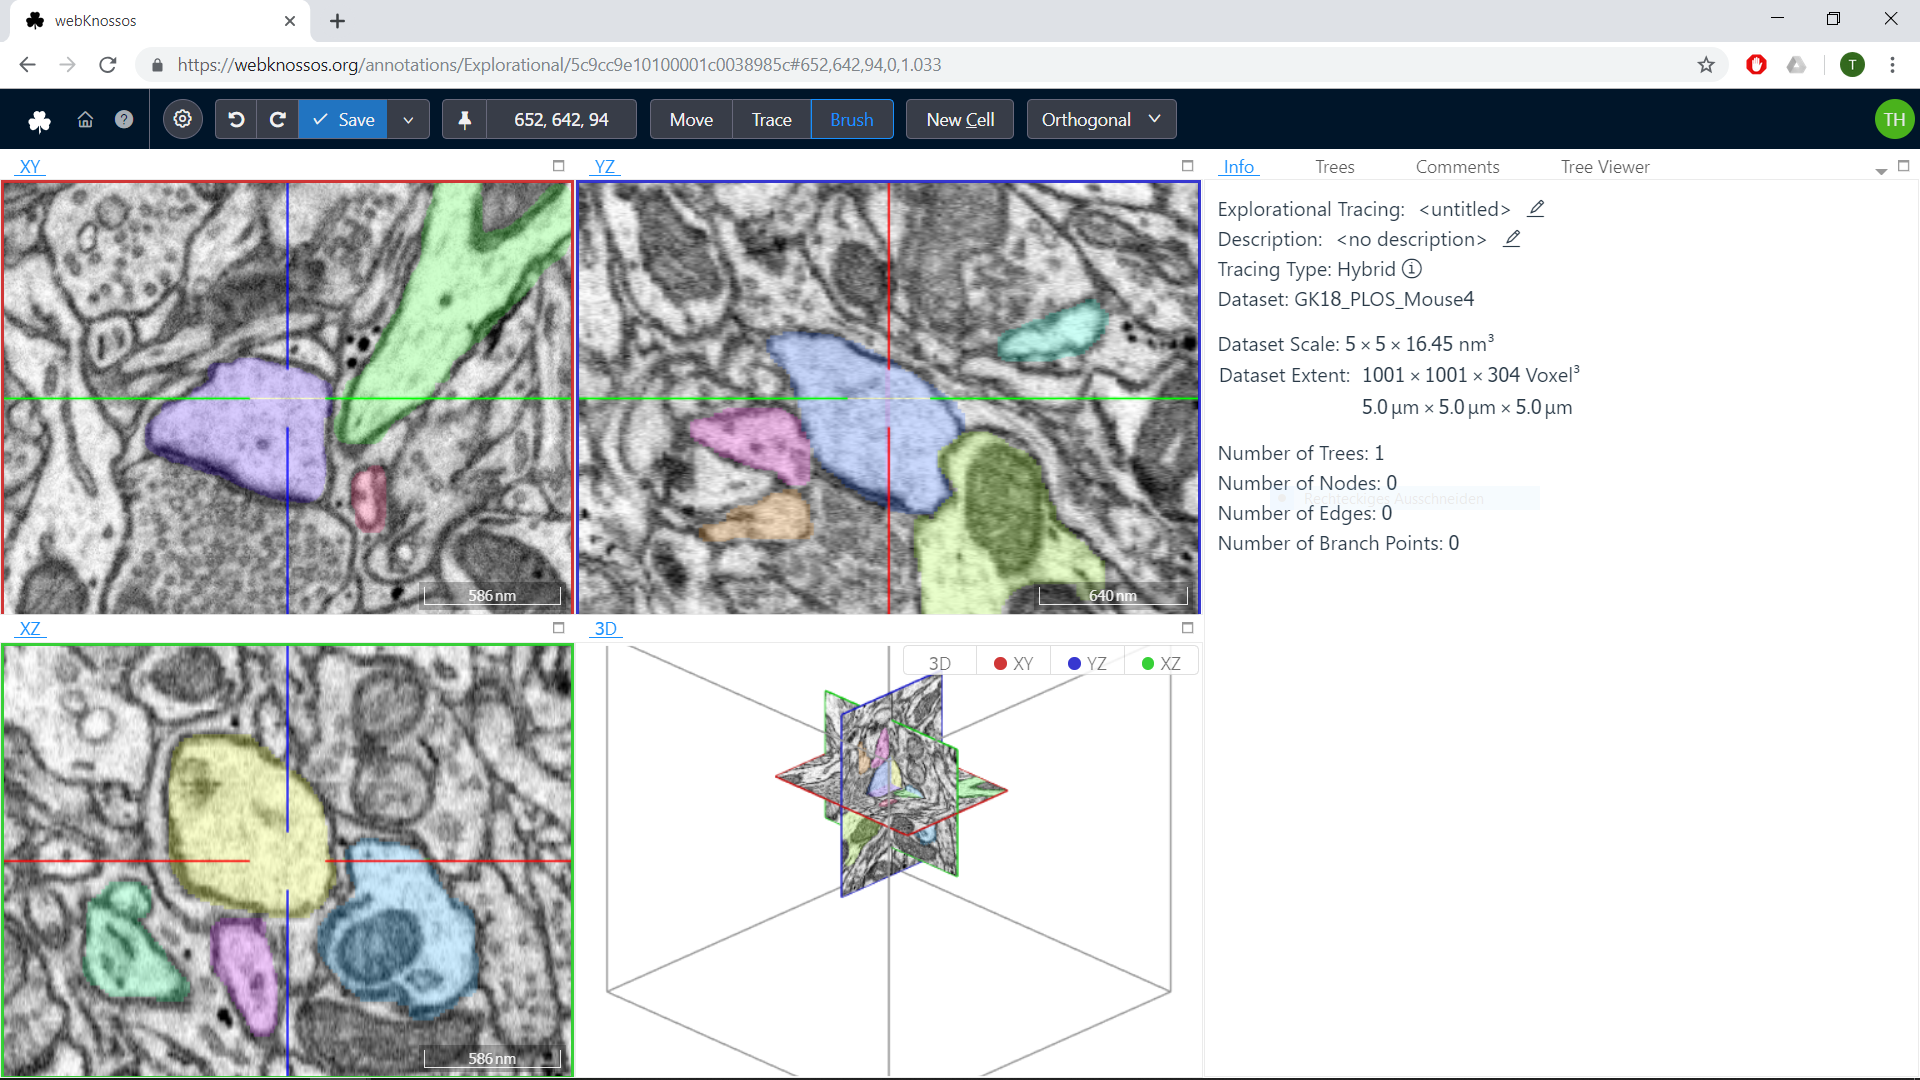 webKnossos
https://webknossos.org/annotations/Explorational/5c9cc9e10100001c0038985c#652,642,94,0,1.033
T
Save
652, 642, 94
Move
Trace
Brush
New Cell
Orthogonal
TH
XY
YZ
Info
Trees
Comments
Tree Viewer
Explorational Tracing: <untitled>
Description: <no description>
Tracing Type: Hybrid
Dataset: GK18_PLOS_Mouse4
Dataset Scale: 5 × 5 × 16.45 nm³
Dataset Extent: 1001 × 1001 × 304 Voxel³
5.0 µm × 5.0 µm × 5.0 µm
Number of Trees: 1
Number of Nodes: 0
Rechteckiges Ausschneiden
Number of Edges: 0
Number of Branch Points: 0
586 nm
640 nm
XZ
3D
3D
XY
YZ
XZ
586 nm